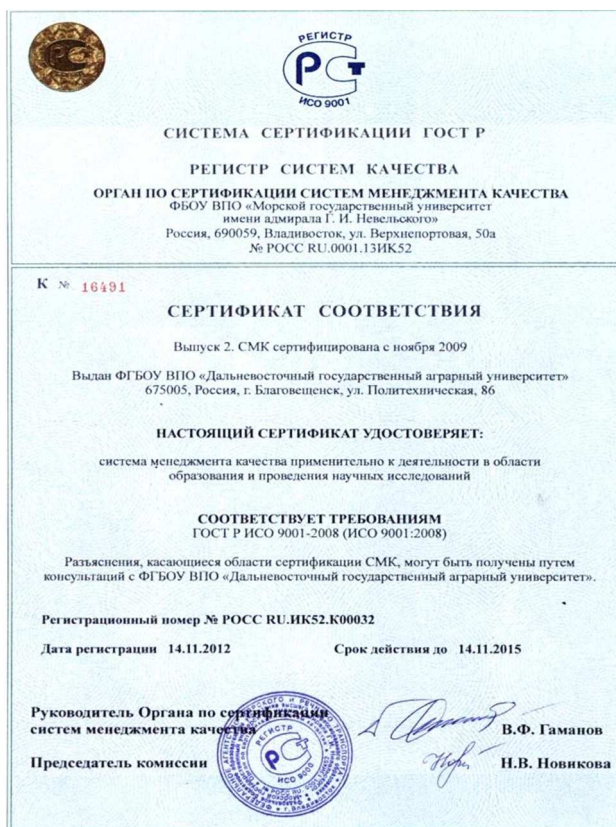 РЕГИСТР
РСТ
ИСО 9001
СИСТЕМА СЕРТИФИКАЦИИ ГОСТ Р
РЕГИСТР СИСТЕМ КАЧЕСТВА
ОРГАН ПО СЕРТИФИКАЦИИ СИСТЕМ МЕНЕДЖМЕНТА КАЧЕСТВА
ФБОУ ВПО «Морской государственный университет
имени адмирала Г. И. Невельского»
Россия, 690059, Владивосток, ул. Верхнепортовая, 50а
№ РОСС RU.0001.13ИК52
К № 16491
СЕРТИФИКАТ СООТВЕТСТВИЯ
Выпуск 2. СМК сертифицирована с ноября 2009
Выдан ФГБОУ ВПО «Дальневосточный государственный аграрный университет»
675005, Россия, г. Благовещенск, ул. Политехническая, 86
НАСТОЯЩИЙ СЕРТИФИКАТ УДОСТОВЕРЯЕТ:
система менеджмента качества применительно к деятельности в области
образования и проведения научных исследований
СООТВЕТСТВУЕТ ТРЕБОВАНИЯМ
ГОСТ Р ИСО 9001-2008 (ИСО 9001:2008)
Разъяснения, касающиеся области сертификации СМК, могут быть получены путем
консультаций с ФГБОУ ВПО «Дальневосточный государственный аграрный университет».
Регистрационный номер № РОСС RU.ИК52.К00032
Дата регистрации 14.11.2012 Срок действия до 14.11.2015
Руководитель Органа по сертификации
систем менеджмента качества В.Ф. Гаманов
Председатель комиссии Н.В. Новикова
РЕГИСТР
ИСО 9000